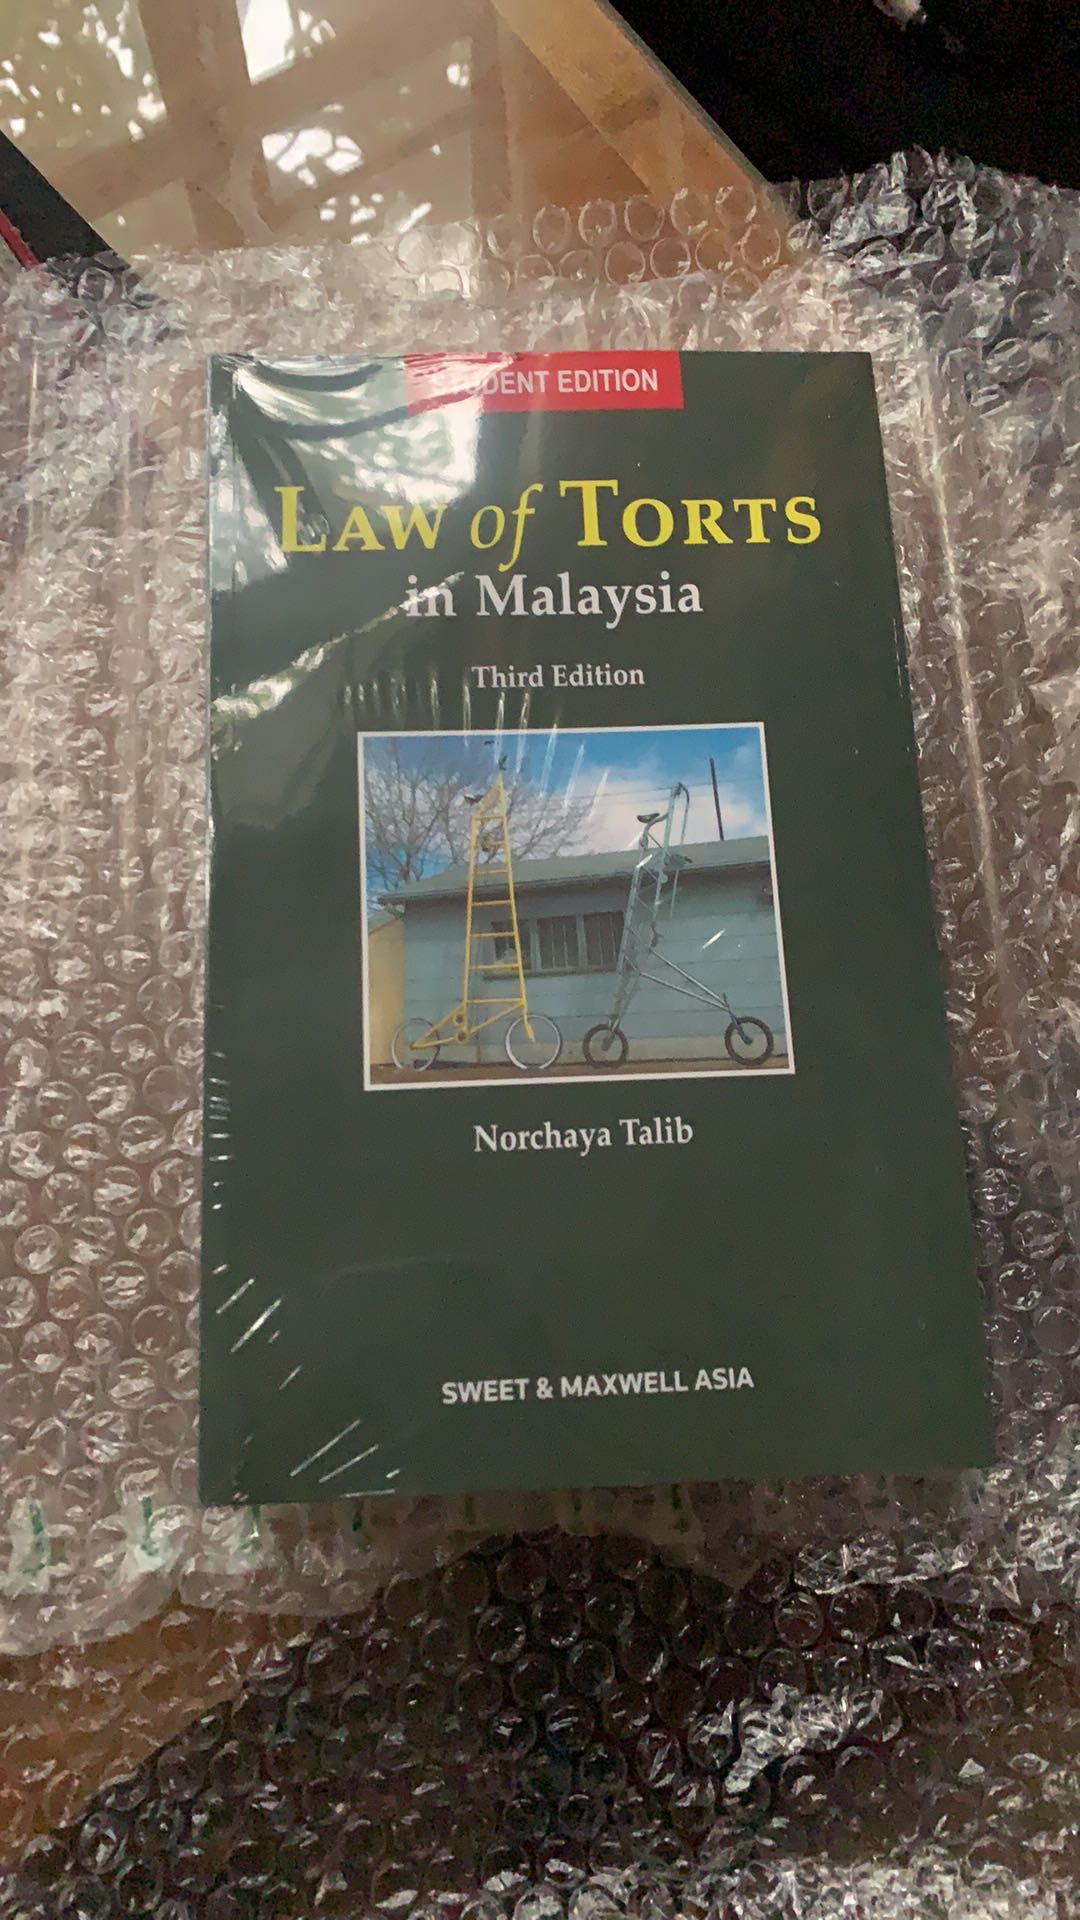 STUDENT EDITION
LAW of TORTS
in Malaysia
Third Edition
Norchaya Talib
SWEET & MAXWELL ASIA